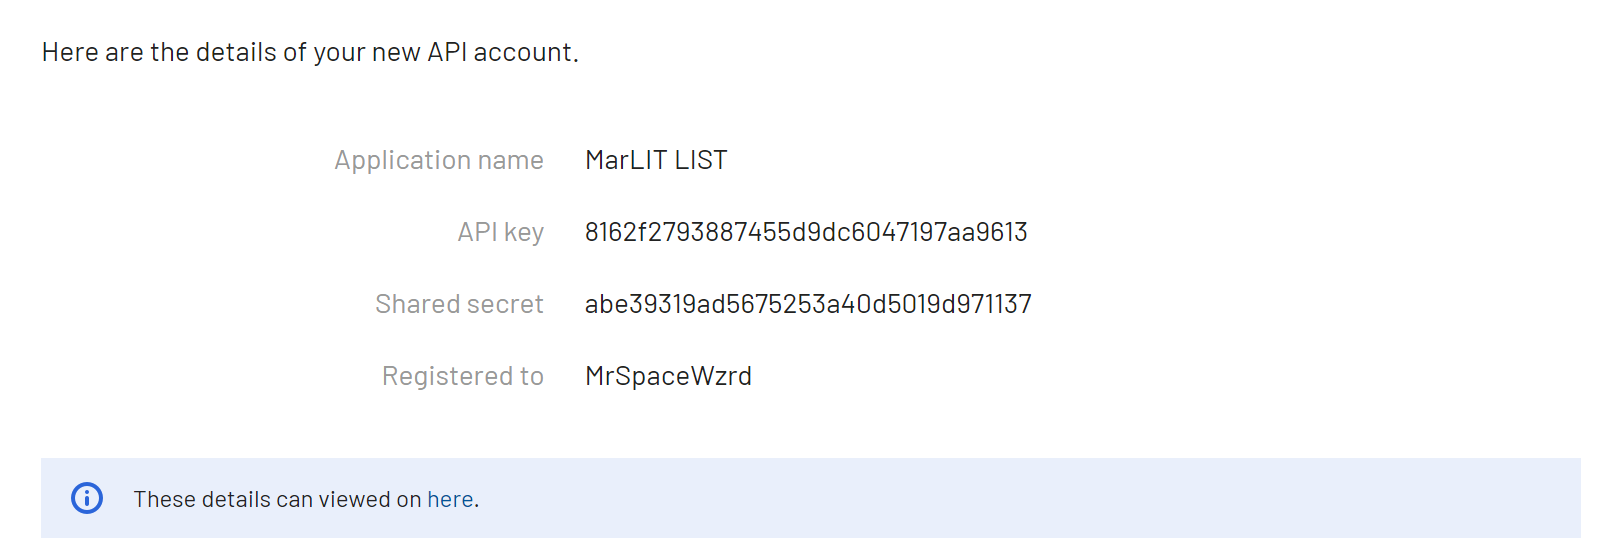 Here are the details of your new API account.
Application name MarLIT LIST
API key 8162f2793887455d9dc6047197aa9613
Shared secret abe39319ad5675253a40d5019d971137
Registered to MrSpaceWzrd
These details can viewed on here.